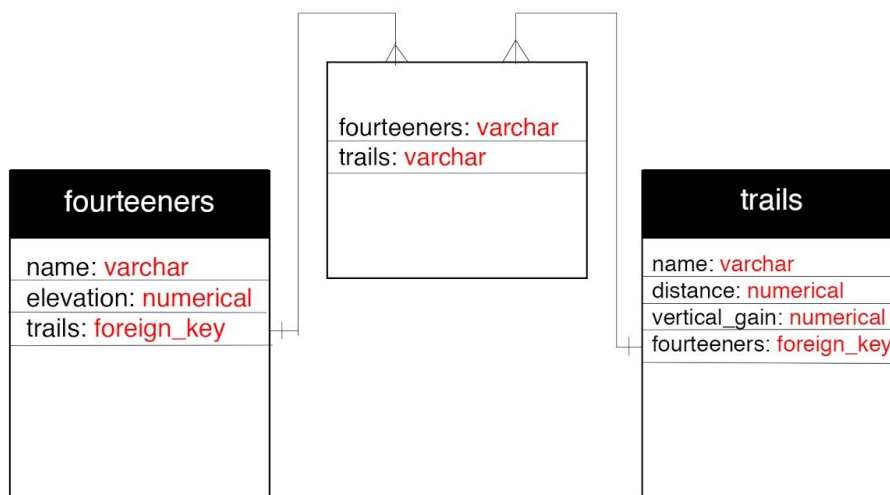 fourteeners: varchar
trails: varchar
fourteeners
name: varchar
elevation: numerical
trails: foreign_key
trails
name: varchar
distance: numerical
vertical_gain: numerical
fourteeners: foreign_key